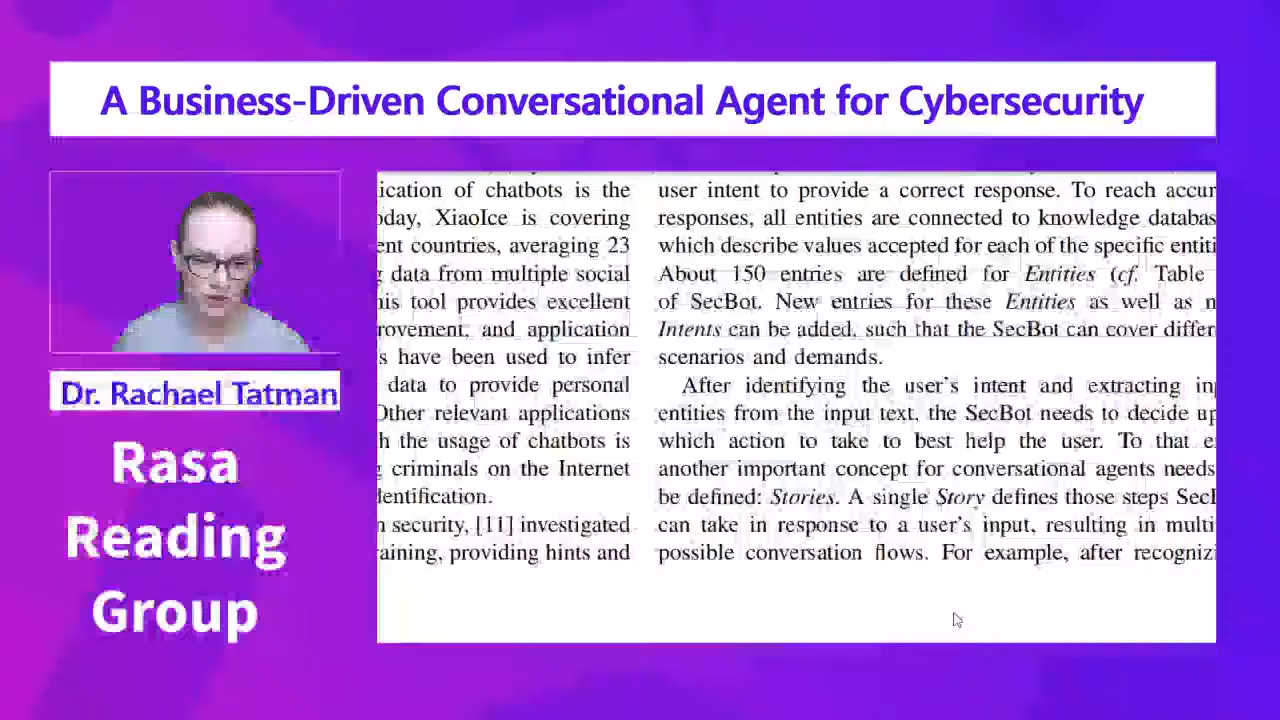 A Business-Driven Conversational Agent for Cybersecurity
Dr. Rachael Tatman
Rasa
Reading
Group
ication of chatbots is the
oday, XiaoIce is covering
ent countries, averaging 23
g data from multiple social
his tool provides excellent
rovement, and application
s have been used to infer
data to provide personal
Other relevant applications
h the usage of chatbots is
g criminals on the Internet
dentification.
n security, [11] investigated
raining, providing hints and
user intent to provide a correct response. To reach accur
responses, all entities are connected to knowledge databas
which describe values accepted for each of the specific entiti
About 150 entries are defined for Entities (cf. Table
of SecBot. New entries for these Entities as well as n
Intents can be added, such that the SecBot can cover differ
scenarios and demands.
After identifying the user's intent and extracting inp
entities from the input text, the SecBot needs to decide up
which action to take to best help the user. To that e
another important concept for conversational agents needs
be defined: Stories. A single Story defines those steps SecB
can take in response to a user's input, resulting in multi
possible conversation flows. For example, after recognizi